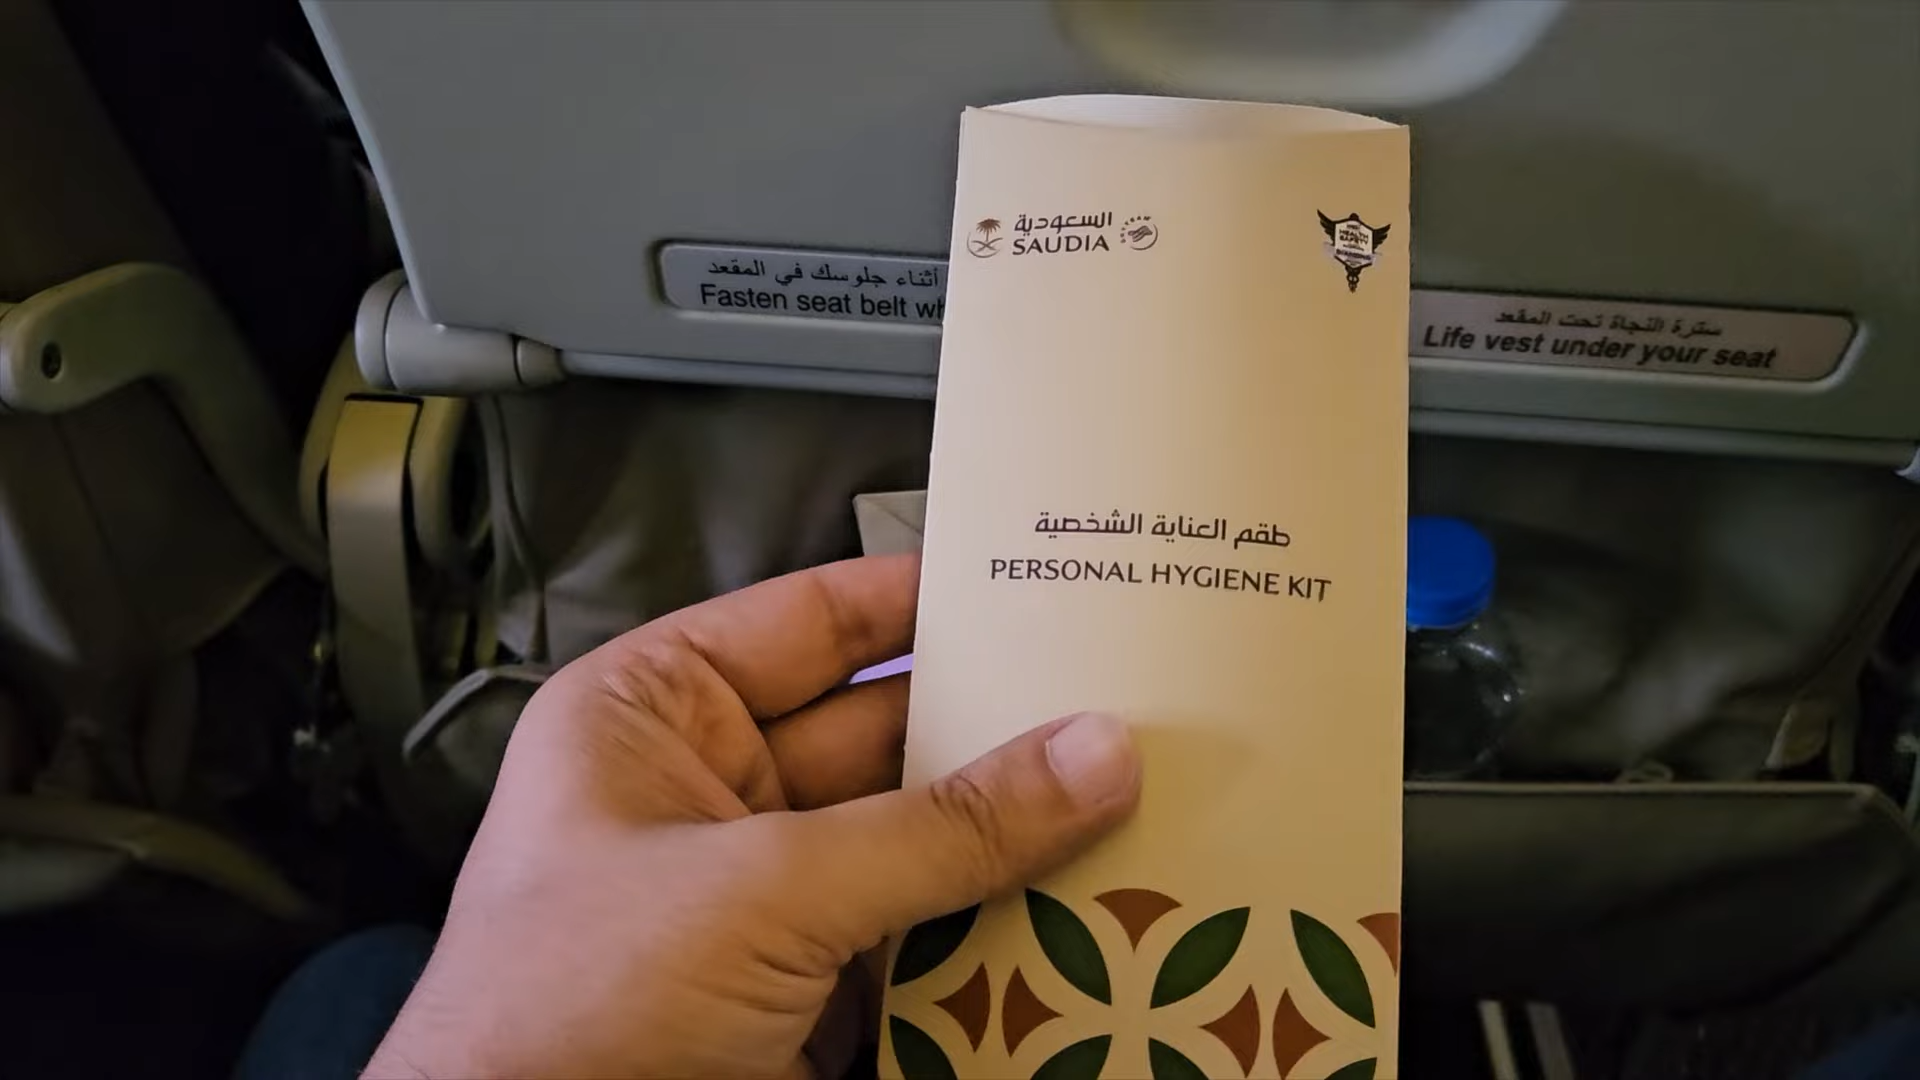 السعودية
SAUDIA
أثناء جلوسك في المقعد
Fasten seat belt
سترة النجاة تحت المقعد
Life vest under your seat
طقم العناية الشخصية
PERSONAL HYGIENE KIT